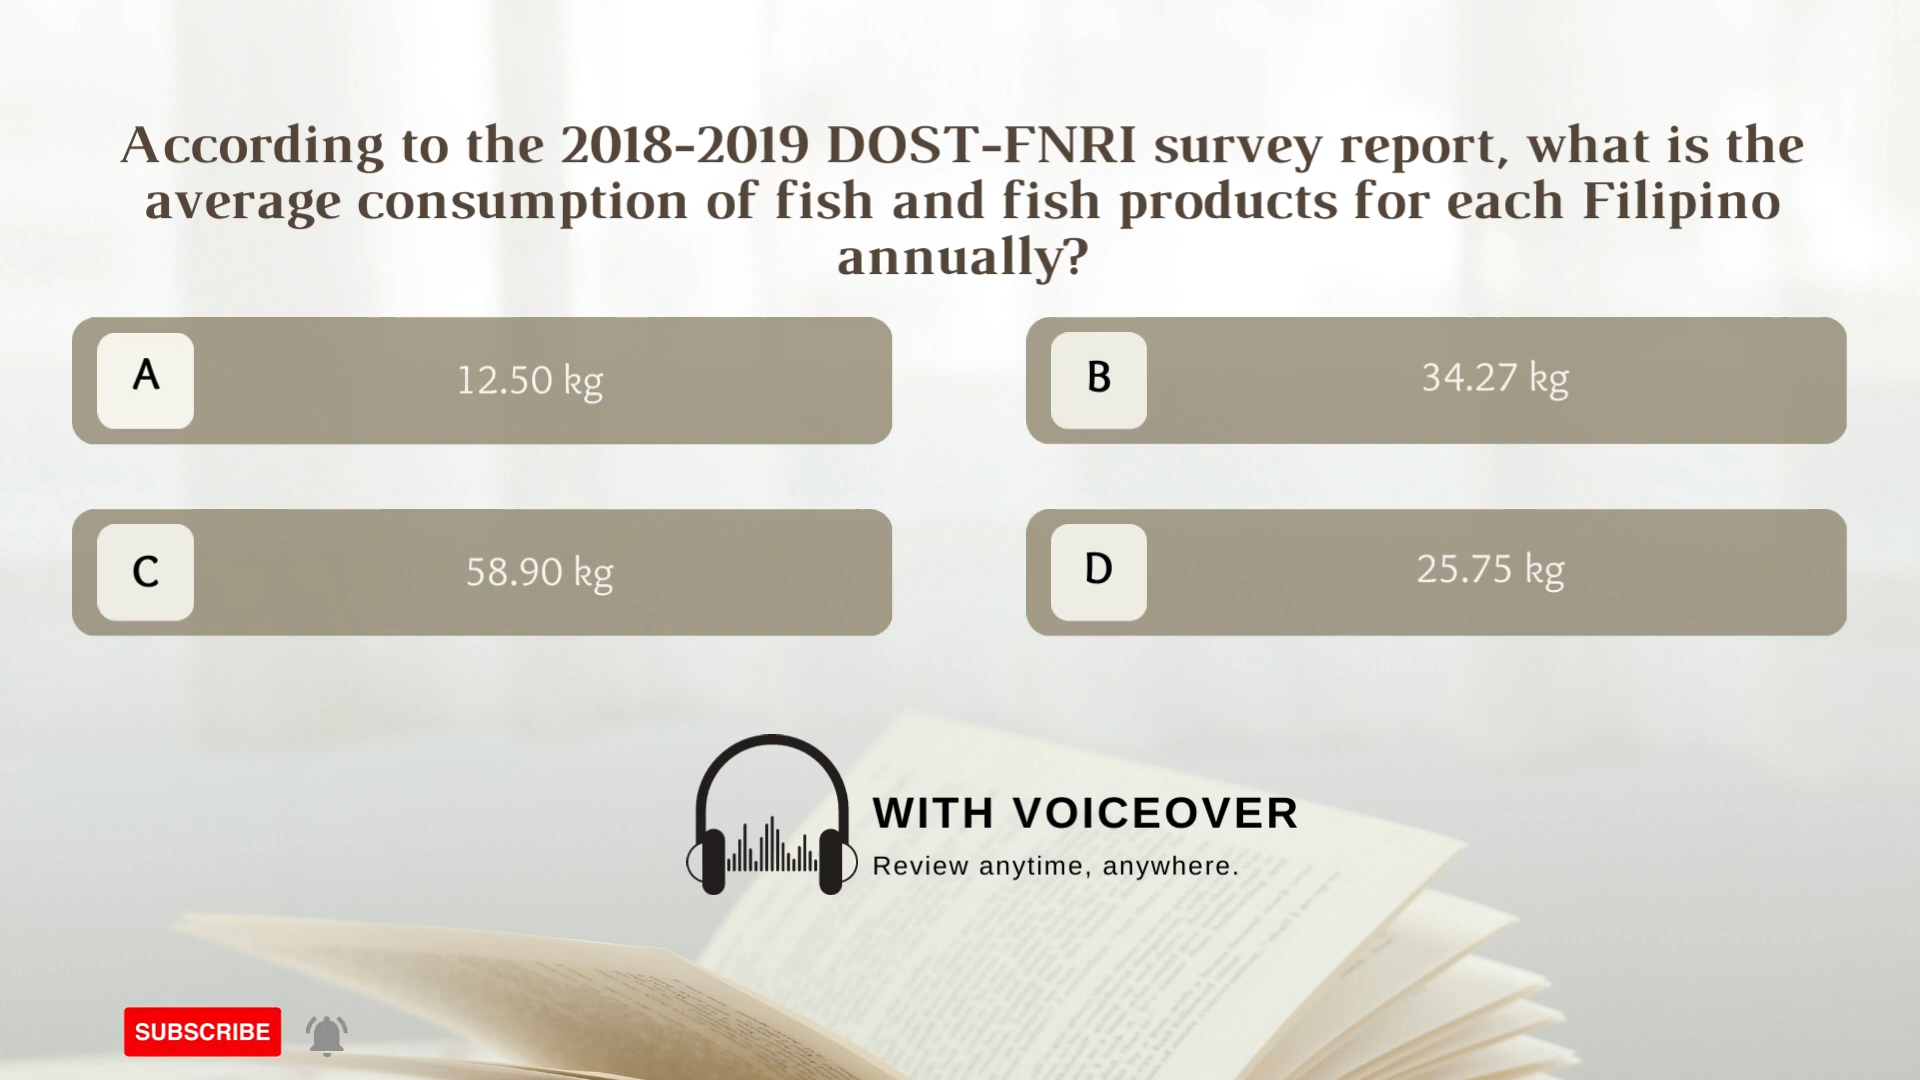 According to the 2018-2019 DOST-FNRI survey report, what is the
average consumption of fish and fish products for each Filipino
annually?
A
12.50 kg
B
34.27 kg
C
58.90 kg
D
25.75 kg
WITH VOICEOVER
Review anytime, anywhere.
SUBSCRIBE